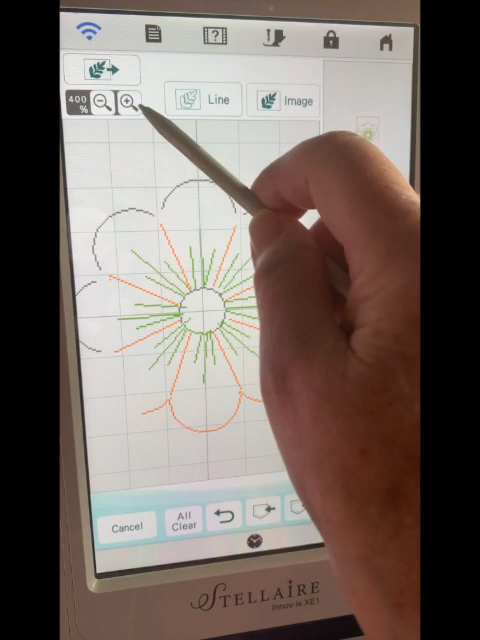 Line
Image
400
%
Cancel
All
Clear
STELLAIRE
Innov-is XE1